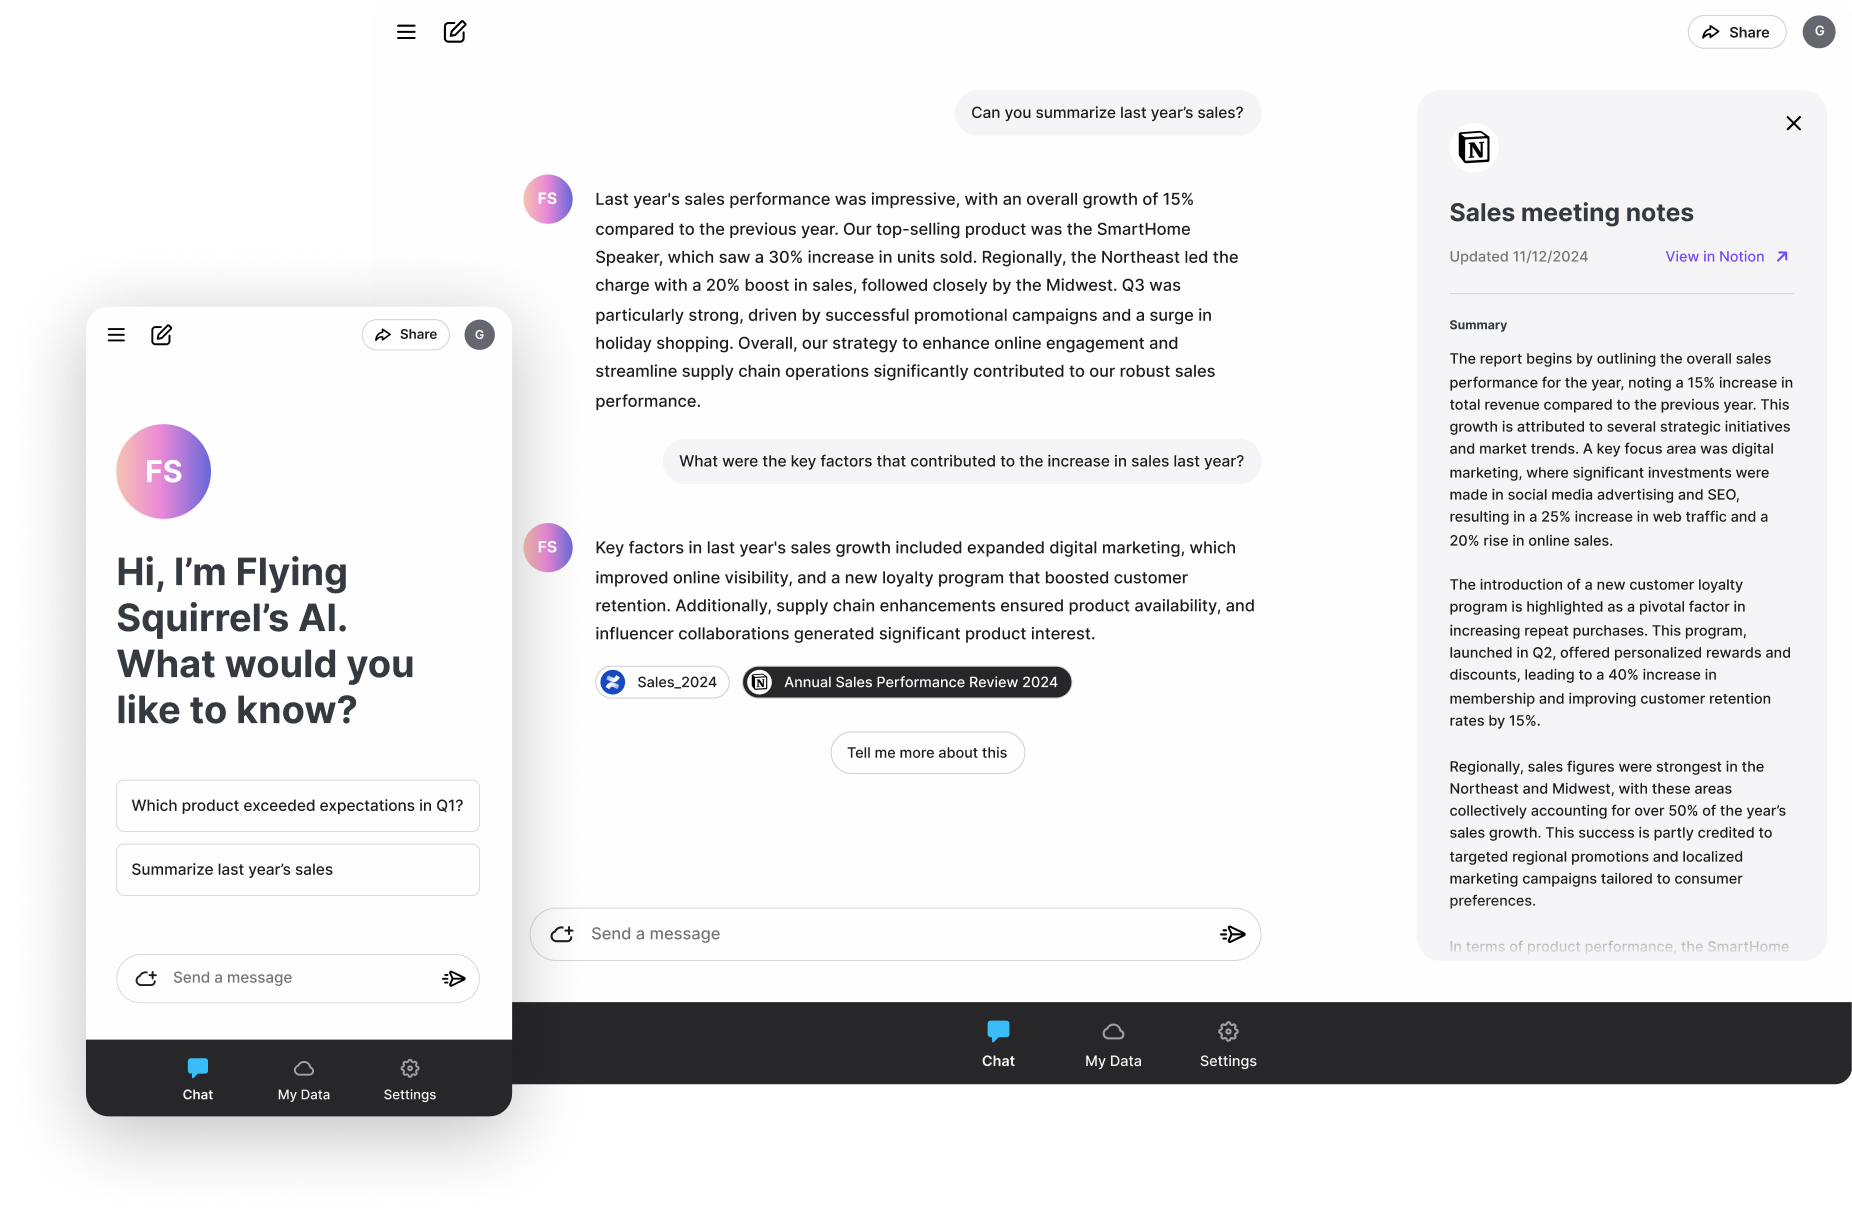 Share
G
Can you summarize last year’s sales?
FS
Last year's sales performance was impressive, with an overall growth of 15%
compared to the previous year. Our top-selling product was the SmartHome
Speaker, which saw a 30% increase in units sold. Regionally, the Northeast led the
charge with a 20% boost in sales, followed closely by the Midwest. Q3 was
particularly strong, driven by successful promotional campaigns and a surge in
holiday shopping. Overall, our strategy to enhance online engagement and
streamline supply chain operations significantly contributed to our robust sales
performance.
What were the key factors that contributed to the increase in sales last year?
FS
Key factors in last year's sales growth included expanded digital marketing, which
improved online visibility, and a new loyalty program that boosted customer
retention. Additionally, supply chain enhancements ensured product availability, and
influencer collaborations generated significant product interest.
Sales_2024
N
Annual Sales Performance Review 2024
Tell me more about this
Send a message
Chat
My Data
Settings
N
Sales meeting notes
Updated 11/12/2024
View in Notion
Summary
The report begins by outlining the overall sales
performance for the year, noting a 15% increase in
total revenue compared to the previous year. This
growth is attributed to several strategic initiatives
and market trends. A key focus area was digital
marketing, where significant investments were
made in social media advertising and SEO,
resulting in a 25% increase in web traffic and a
20% rise in online sales.
The introduction of a new customer loyalty
program is highlighted as a pivotal factor in
increasing repeat purchases. This program,
launched in Q2, offered personalized rewards and
discounts, leading to a 40% increase in
membership and improving customer retention
rates by 15%.
Regionally, sales figures were strongest in the
Northeast and Midwest, with these areas
collectively accounting for over 50% of the year’s
sales growth. This success is partly credited to
targeted regional promotions and localized
marketing campaigns tailored to consumer
preferences.
In terms of product performance, the SmartHome
Share
G
FS
Hi, I’m Flying
Squirrel’s AI.
What would you
like to know?
Which product exceeded expectations in Q1?
Summarize last year’s sales
Send a message
Chat
My Data
Settings